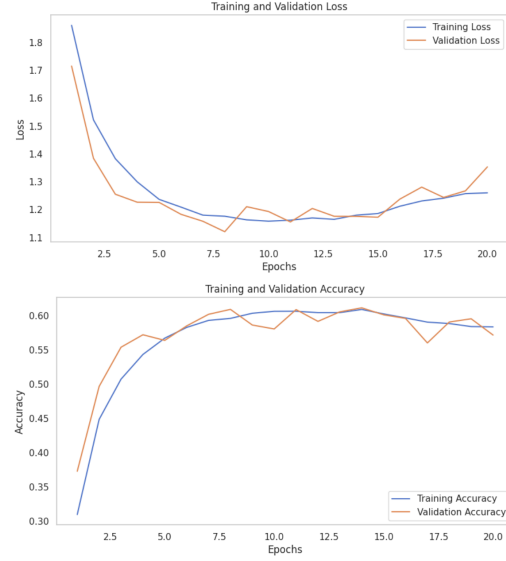 Training and Validation Loss
Training Loss
Validation Loss
1.8
1.7
1.6
1.5
1.4
1.3
1.2
1.1
Loss
2.5 5.0 7.5 10.0 12.5 15.0 17.5 20.0
Epochs
Training and Validation Accuracy
0.60
0.55
0.50
0.45
0.40
0.35
0.30
Accuracy
Training Accuracy
Validation Accuracy
2.5 5.0 7.5 10.0 12.5 15.0 17.5 20.0
Epochs